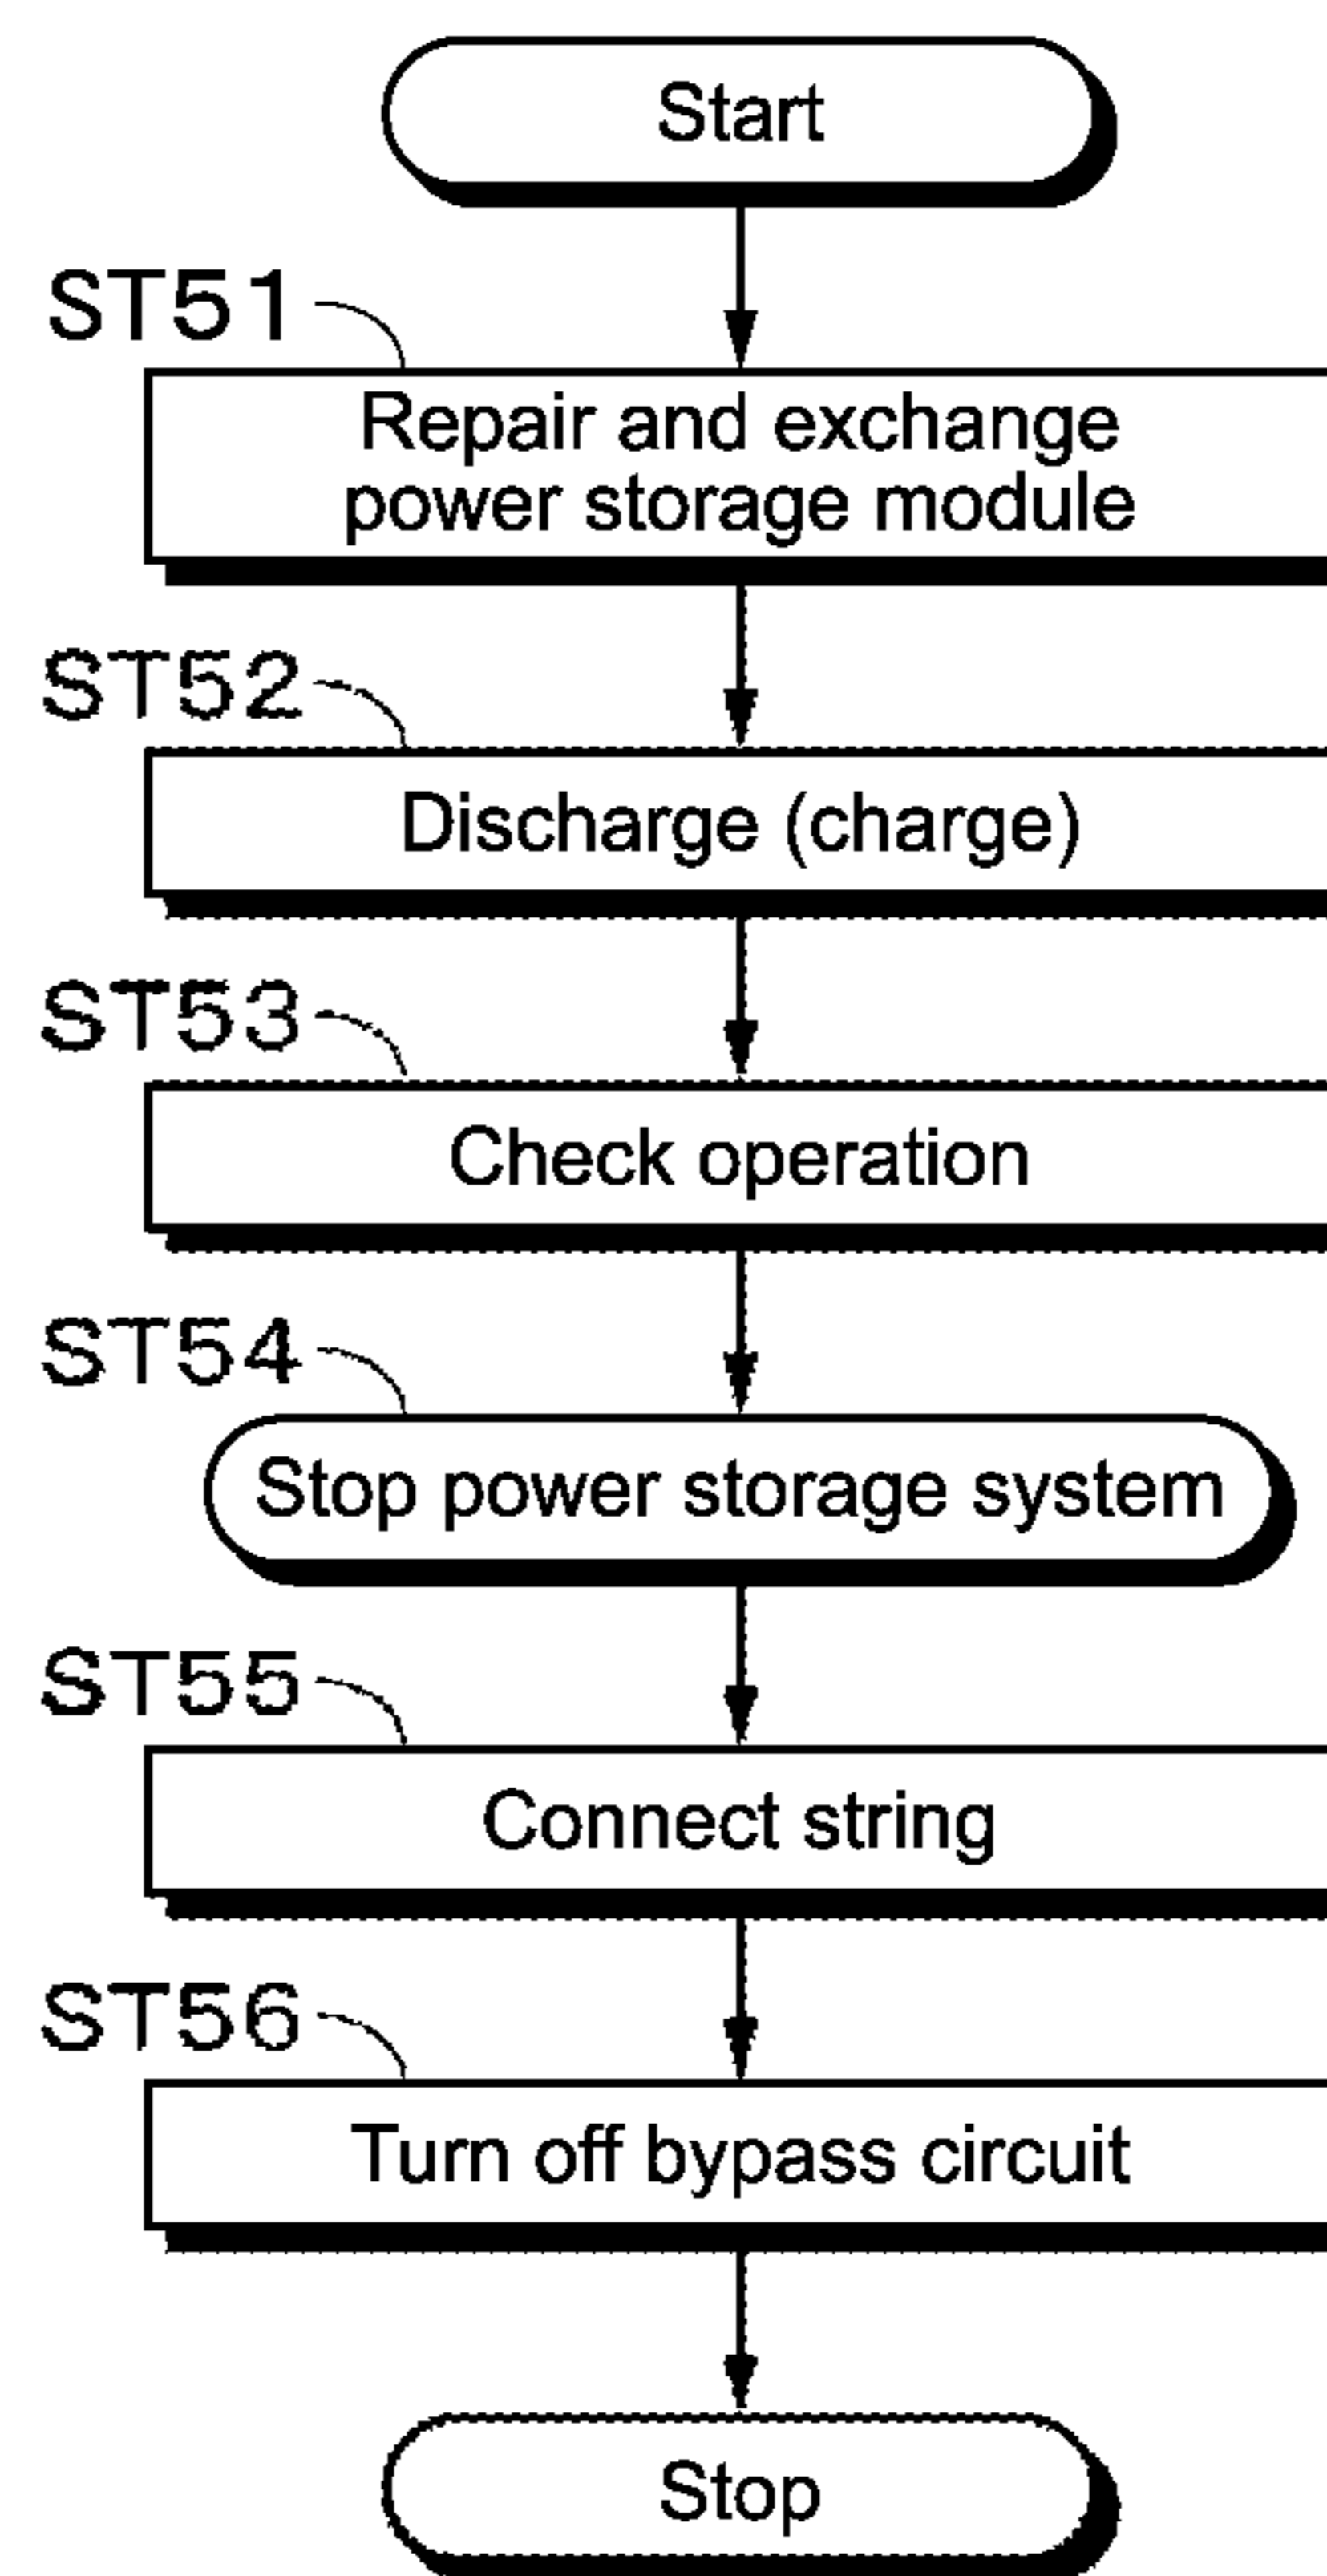 Start
ST51
Repair and exchange
power storage module
ST52
Discharge (charge)
ST53
Check operation
ST54
Stop power storage system
ST55
Connect string
ST56
Turn off bypass circuit
Stop